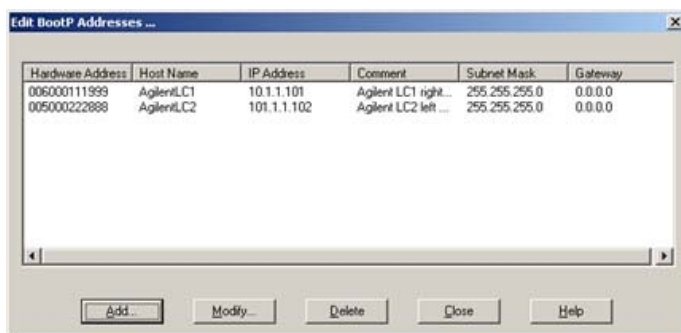 Edit BootP Addresses ...
Hardware Address Host Name IP Address Comment Subnet Mask Gateway
006000111999 AgilentLC1 10.1.1.101 Agilent LC1 right... 255.255.255.0 0.0.0.0
005000222888 AgilentLC2 101.1.1.102 Agilent LC2 left ... 255.255.255.0 0.0.0.0
Add... Modify... Delete Close Help